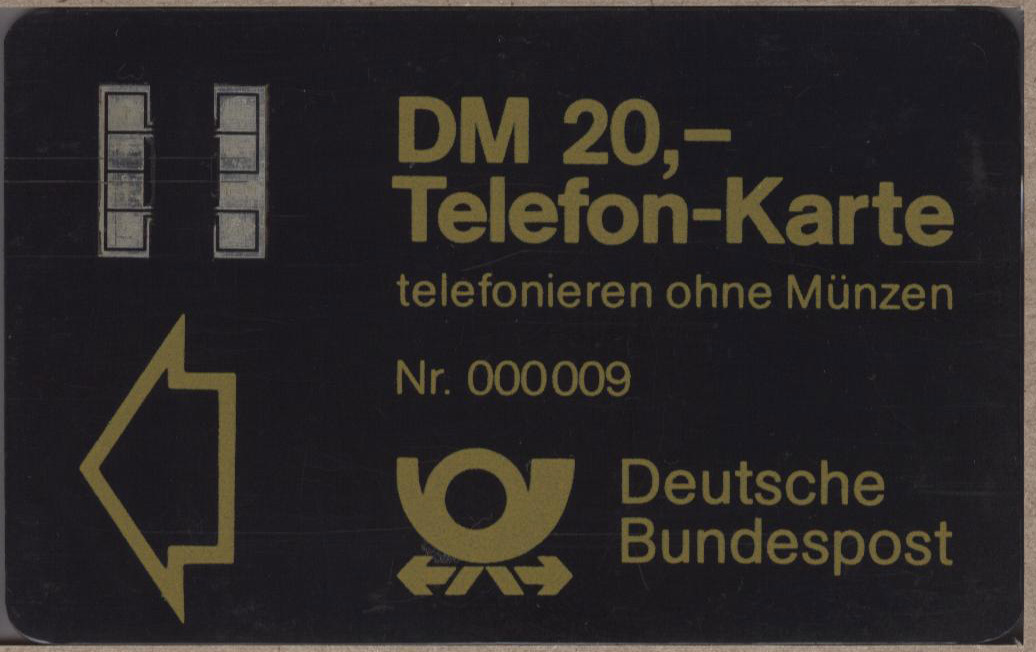 DM 20,–
Telefon-Karte
telefonieren ohne Münzen
Nr. 000009
Deutsche
Bundespost